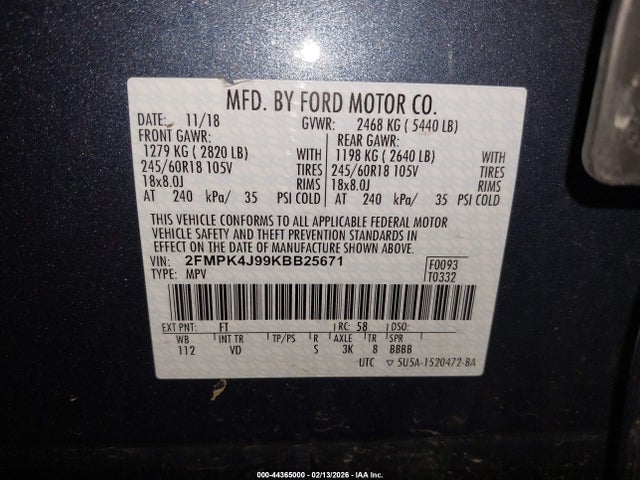 MFD. BY FORD MOTOR CO.
DATE: 11/18 GVWR: 2468 KG ( 5440 LB)
FRONT GAWR: REAR GAWR:
1279 KG ( 2820 LB) WITH 1198 KG ( 2640 LB) WITH
245/60R18 105V TIRES 245/60R18 105V TIRES
18x8.0J RIMS 18x8.0J RIMS
AT 240 kPa/ 35 PSI COLD AT 240 kPa/ 35 PSI COLD
THIS VEHICLE CONFORMS TO ALL APPLICABLE FEDERAL MOTOR
VEHICLE SAFETY AND THEFT PREVENTION STANDARDS IN
EFFECT ON THE DATE OF MANUFACTURE SHOWN ABOVE.
VIN: 2FMPK4J99KBB25671 F0093
TYPE: MPV T0332
EXT PNT: FT RC: 58 DSO:
WB INT TR TP/PS R AXLE TR SPR
112 VD S 3K 8 BBBB
UTC ▽ 5U5A-1520472-BA
000-44365000 - 02/13/2026 - IAA Inc.